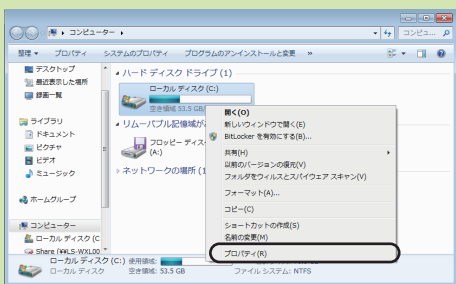 コンピューター
コンピュ...
整理
プロパティ
システムのプロパティ
プログラムのアンインストールと変更
»
デスクトップ
最近表示した場所
録画一覧
ライブラリ
ドキュメント
ピクチャ
ビデオ
ミュージック
ホームグループ
コンピューター
ローカル ディスク (C
Share (¥¥LS-WXL00
ハード ディスク ドライブ (1)
ローカル ディスク (C:)
空き領域 53.5 GB
リムーバブル記憶域が
フロッピー ディス
(A:)
ネットワークの場所 (1
開く(O)
新しいウィンドウで開く(E)
BitLocker を有効にする(B)...
共有(H)
以前のバージョンの復元(V)
フォルダをウィルスとスパイウェア スキャン(V)
フォーマット(A)...
コピー(C)
ショートカットの作成(S)
名前の変更(M)
プロパティ(R)
ローカル ディスク (C:) 使用領域:
ローカル ディスク 空き領域: 53.5 GB ファイル システム: NTFS